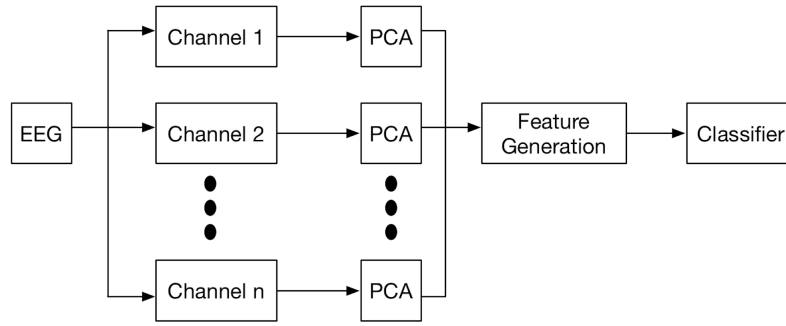 Channel 1
PCA
EEG
Channel 2
PCA
Feature
Generation
Classifier
Channel n
PCA